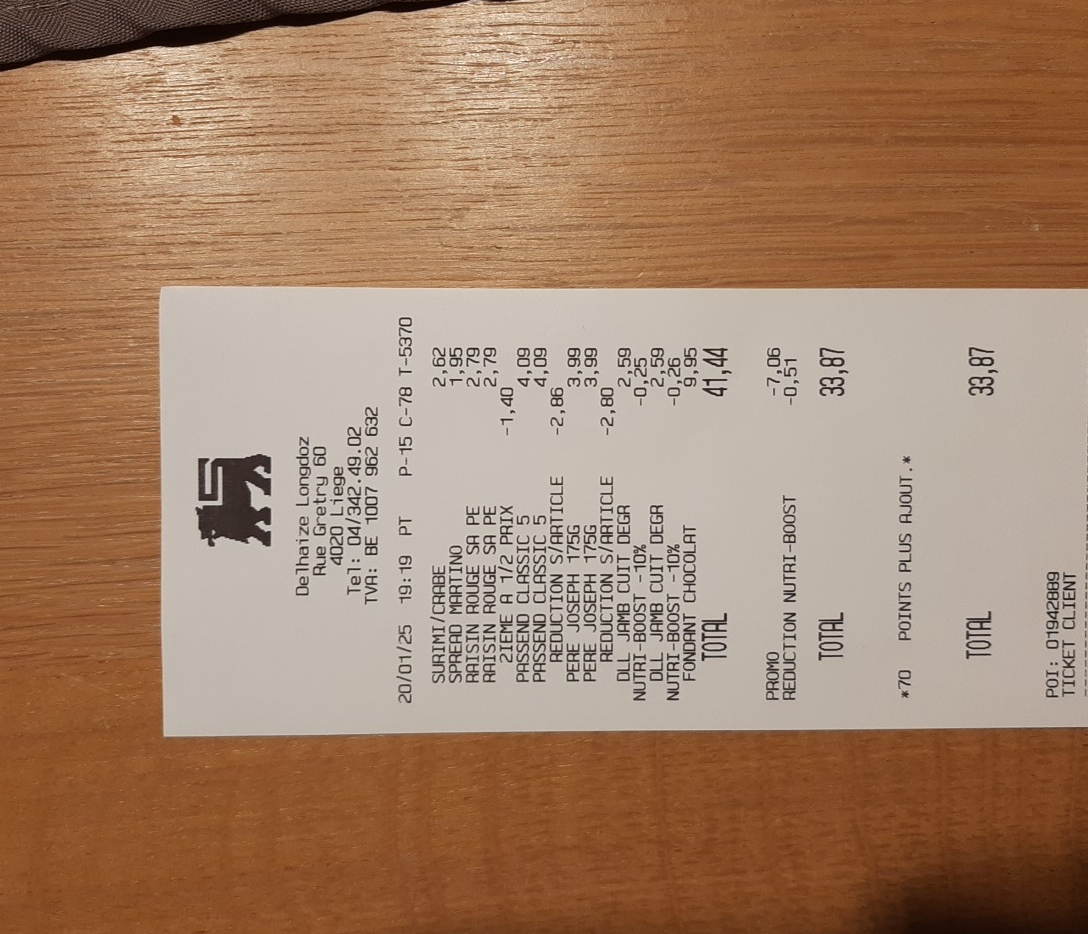 Delhaize Longdoz
Rue Gretry 60
4020 Liege
Tel: 04/342.49.02
TVA: BE 1007 962 632
20/01/25 19:19 PT P-15 C-78 T-5370
SURIMI/CRABE 2,62
SPREAD MARTINO 1,95
RAISIN ROUGE SA PE 2,79
RAISIN ROUGE SA PE 2,79
2IEME A 1/2 PRIX -1,40
PASSEND CLASSIC 5 4,09
PASSEND CLASSIC 5 4,09
REDUCTION S/ARTICLE -2,86
PERE JOSEPH 175G 3,99
PERE JOSEPH 175G 3,99
REDUCTION S/ARTICLE -2,80
DLL JAMB CUIT DEGR 2,59
NUTRI-BOOST -10% -0,25
DLL JAMB CUIT DEGR 2,59
NUTRI-BOOST -10% -0,26
FONDANT CHOCOLAT 9,95
TOTAL 41,44
PROMO -7,06
REDUCTION NUTRI-BOOST -0,51
TOTAL 33,87
*70 POINTS PLUS AJOUT.*
TOTAL 33,87
POI: 01942889
TICKET CLIENT